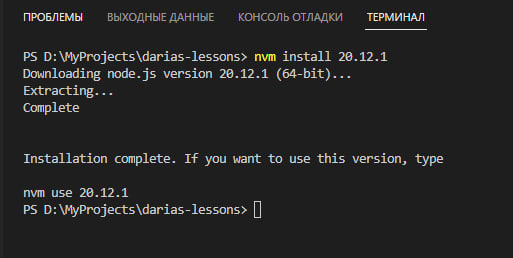 ПРОБЛЕМЫ ВЫХОДНЫЕ ДАННЫЕ КОНСОЛЬ ОТЛАДКИ ТЕРМИНАЛ
PS D:\MyProjects\darias-lessons> nvm install 20.12.1
Downloading node.js version 20.12.1 (64-bit)...
Extracting...
Complete
Installation complete. If you want to use this version, type
nvm use 20.12.1
PS D:\MyProjects\darias-lessons>